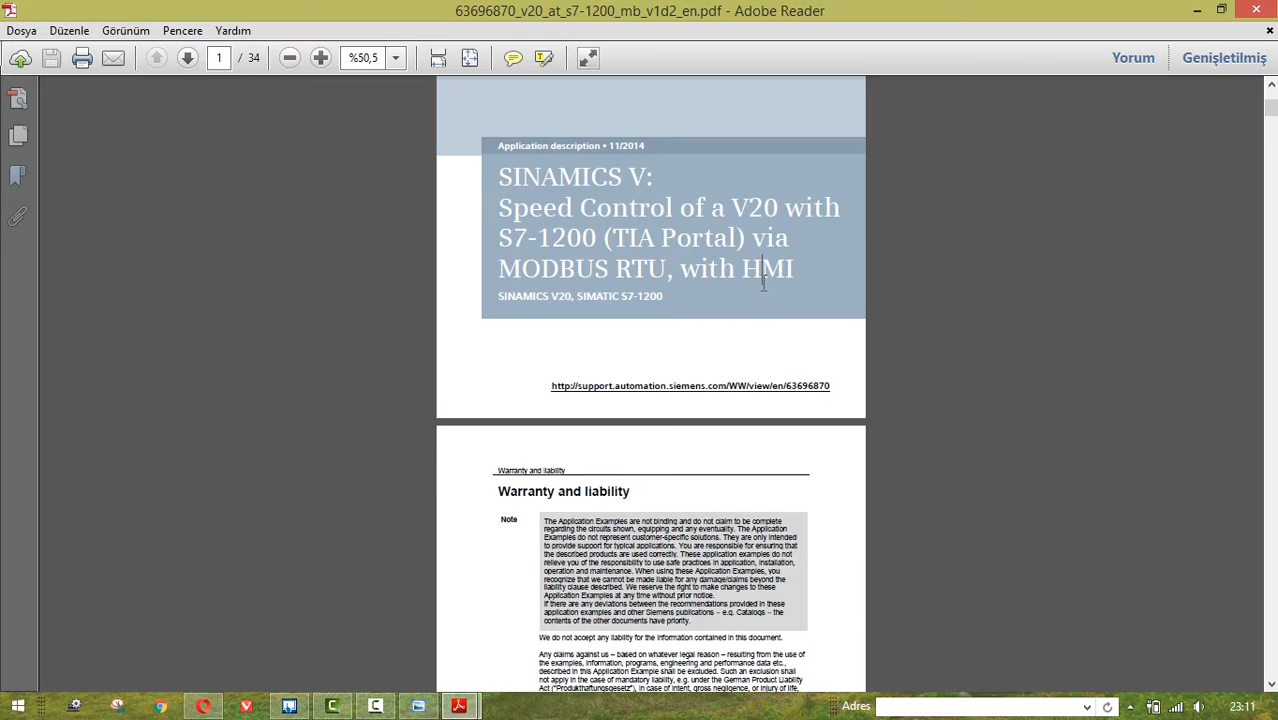 63696870_v20_at_s7-1200_mb_v1d2_en.pdf - Adobe Reader
Dosya Düzenle Görünüm Pencere Yardım
1 / 34 %50,5 Yorum Genişletilmiş
Application description • 11/2014
SINAMICS V:
Speed Control of a V20 with
S7-1200 (TIA Portal) via
MODBUS RTU, with HMI
SINAMICS V20, SIMATIC S7-1200
http://support.automation.siemens.com/WW/view/en/63696870
Warranty and liability
Warranty and liability
Note
The Application Examples are not binding and do not claim to be complete
regarding the circuits shown, equipping and any eventuality. The Application
Examples do not represent customer-specific solutions. They are only intended
to provide support for typical applications. You are responsible for ensuring that
the described products are used correctly. These application examples do not
relieve you of the responsibility to use safe practices in application, installation,
operation and maintenance. When using these Application Examples, you
recognize that we cannot be made liable for any damage/claims beyond the
liability clause described. We reserve the right to make changes to these
Application Examples at any time without prior notice.
If there are any deviations between the recommendations provided in these
application examples and other Siemens publications – e.g. Catalogs – the
contents of the other documents have priority.
We do not accept any liability for the information contained in this document.
Any claims against us – based on whatever legal reason – resulting from the use of
the examples, information, programs, engineering and performance data etc.,
described in this Application Example shall be excluded. Such an exclusion shall
not apply in the case of mandatory liability, e.g. under the German Product Liability
Act ("Produkthaftungsgesetz"), in case of intent, gross negligence, or injury of life,
Adres
23:11